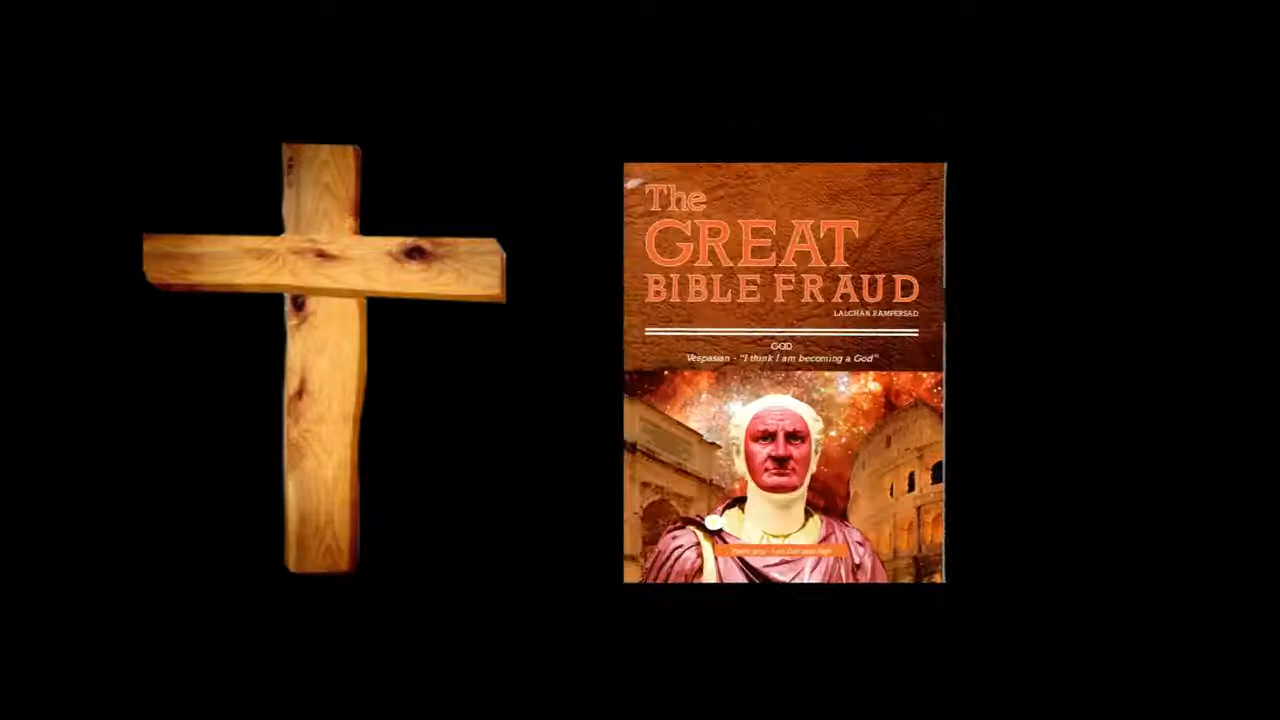 The
GREAT
BIBLE FRAUD
LALCHAN RAMPERSAD
GOD
Vespasian - "I think I am becoming a God"